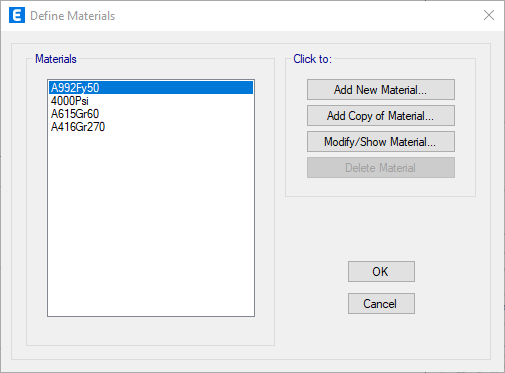 E Define Materials
Materials
A992Fy50
4000Psi
A615Gr60
A416Gr270
Click to:
Add New Material...
Add Copy of Material...
Modify/Show Material...
Delete Material
OK
Cancel